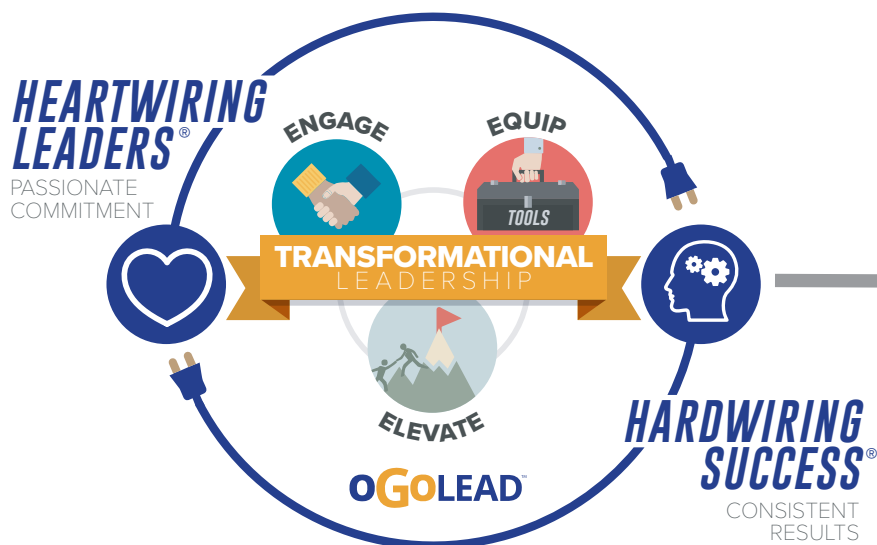 HEARTWIRING
LEADERS®
PASSIONATE
COMMITMENT
ENGAGE
EQUIP
TOOLS
TRANSFORMATIONAL
LEADERSHIP
ELEVATE
OGOLEAD™
HARDWIRING
SUCCESS®
CONSISTENT
RESULTS